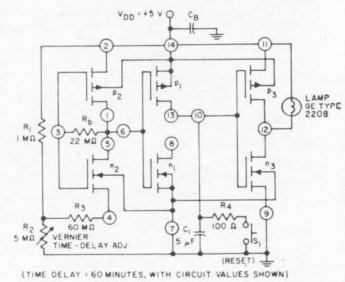 VDD = +5 V
CB
2
14
11
p2
p1
p3
LAMP
GE TYPE
2208
R1
1 MΩ
1
13
10
12
3
Rb
6
22 MΩ
5
8
n2
n1
n3
R3
4
60 MΩ
7
9
R2
5 MΩ
VERNIER
TIME-DELAY ADJ.
C1
5 µF
R4
100 Ω
S1
(RESET)
(TIME DELAY = 60 MINUTES, WITH CIRCUIT VALUES SHOWN)